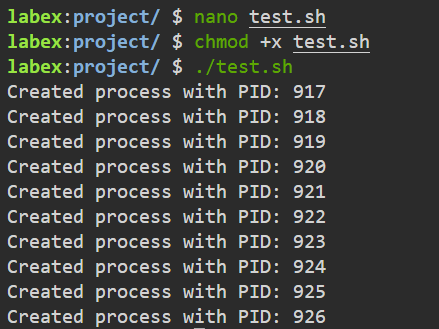 labex:project/ $ nano test.sh
labex:project/ $ chmod +x test.sh
labex:project/ $ ./test.sh
Created process with PID: 917
Created process with PID: 918
Created process with PID: 919
Created process with PID: 920
Created process with PID: 921
Created process with PID: 922
Created process with PID: 923
Created process with PID: 924
Created process with PID: 925
Created process with PID: 926